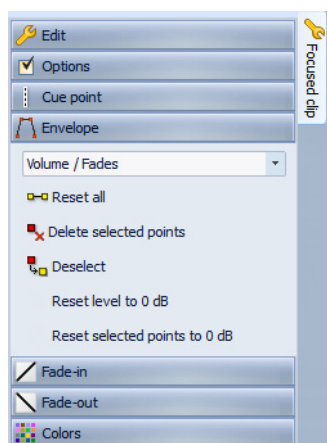 Edit
Options
Cue point
Envelope
Volume / Fades
Reset all
Delete selected points
Deselect
Reset level to 0 dB
Reset selected points to 0 dB
Fade-in
Fade-out
Colors
Focused clip